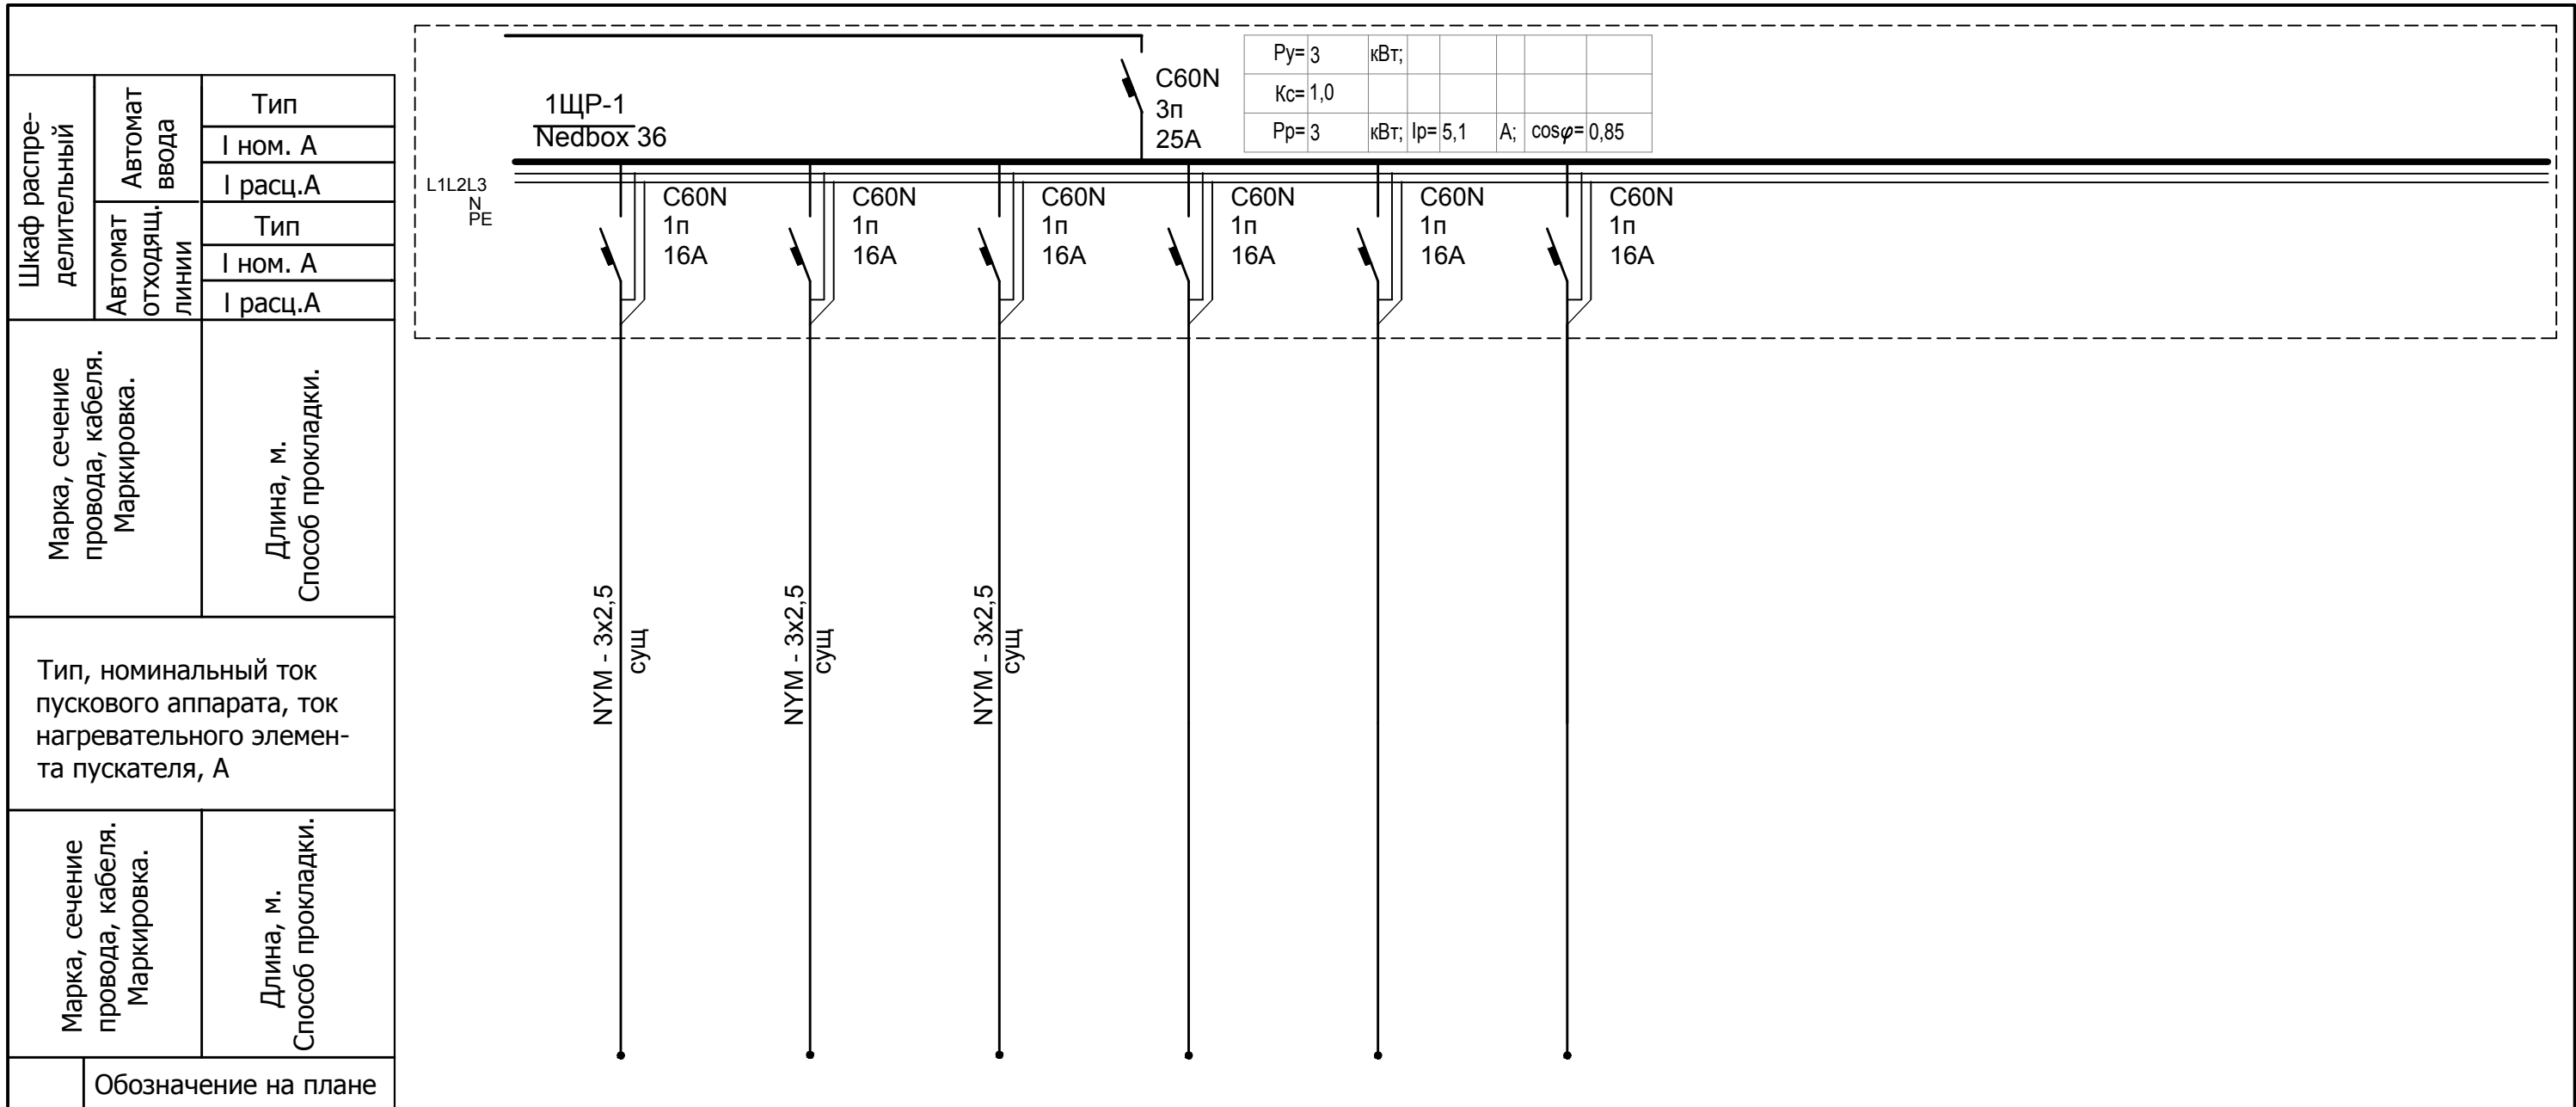 Шкаф распре-
делительный
Автомат
ввода
Тип
I ном. А
I расц.А
Автомат
отходящ.
линии
Тип
I ном. А
I расц.А
Марка, сечение
провода, кабеля.
Маркировка.
Длина, м.
Способ прокладки.
Тип, номинальный ток
пускового аппарата, ток
нагревательного элемен-
та пускателя, А
Марка, сечение
провода, кабеля.
Маркировка.
Длина, м.
Способ прокладки.
Обозначение на плане
1ЩР-1
Nedbox 36
C60N
3п
25А
Ру= 3 кВт;
Кс= 1,0
Рр= 3 кВт; Iр= 5,1 А; cosφ= 0,85
L1L2L3
N
PE
C60N
1п
16А
C60N
1п
16А
C60N
1п
16А
C60N
1п
16А
C60N
1п
16А
C60N
1п
16А
NYM - 3x2,5
сущ
NYM - 3x2,5
сущ
NYM - 3x2,5
сущ